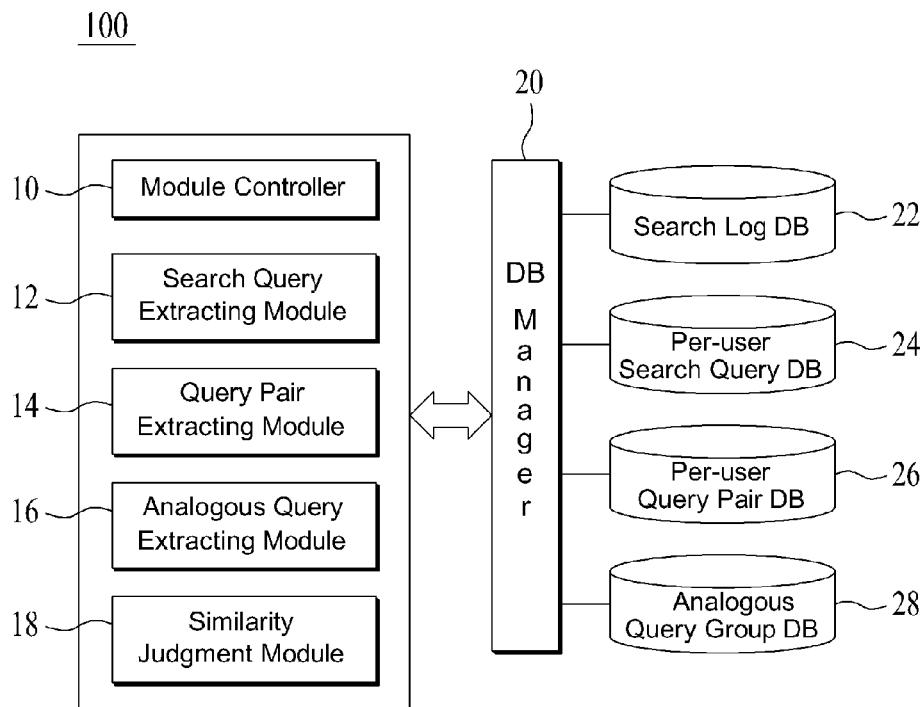 100
10
Module Controller
12
Search Query
Extracting Module
14
Query Pair
Extracting Module
16
Analogous Query
Extracting Module
18
Similarity
Judgment Module
20
DB
Manager
Search Log DB
22
Per-user
Search Query DB
24
Per-user
Query Pair DB
26
Analogous
Query Group DB
28